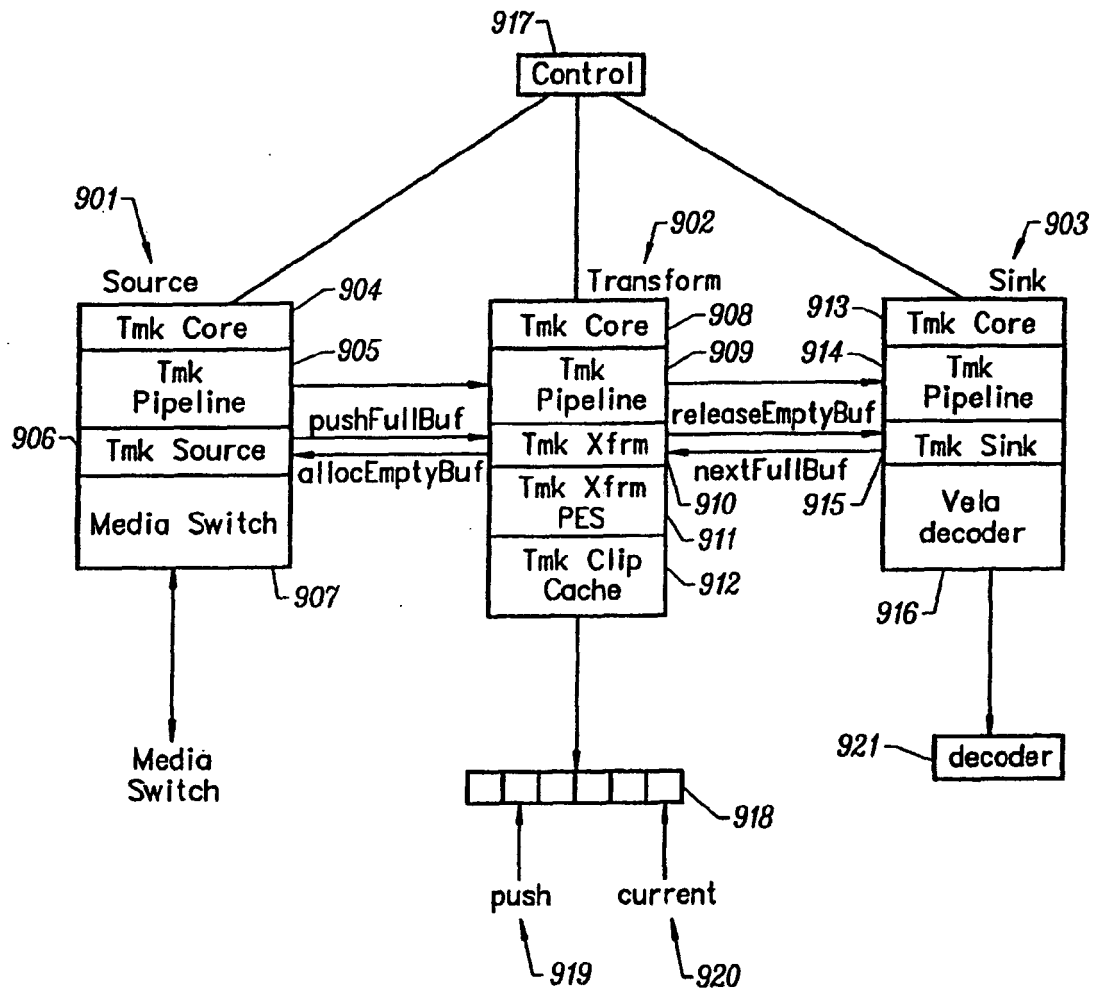 917
Control
901
902
903
Source
Transform
Sink
904
908
913
Tmk Core
Tmk Core
Tmk Core
905
909
914
Tmk
Pipeline
Tmk
Pipeline
Tmk
Pipeline
pushFullBuf
releaseEmptyBuf
906
Tmk Source
Tmk Xfrm
Tmk Sink
allocEmptyBuf
nextFullBuf
910
915
Media Switch
Tmk Xfrm
PES
Vela
decoder
911
907
Tmk Clip
Cache
912
916
Media
Switch
921
decoder
918
push
current
919
920